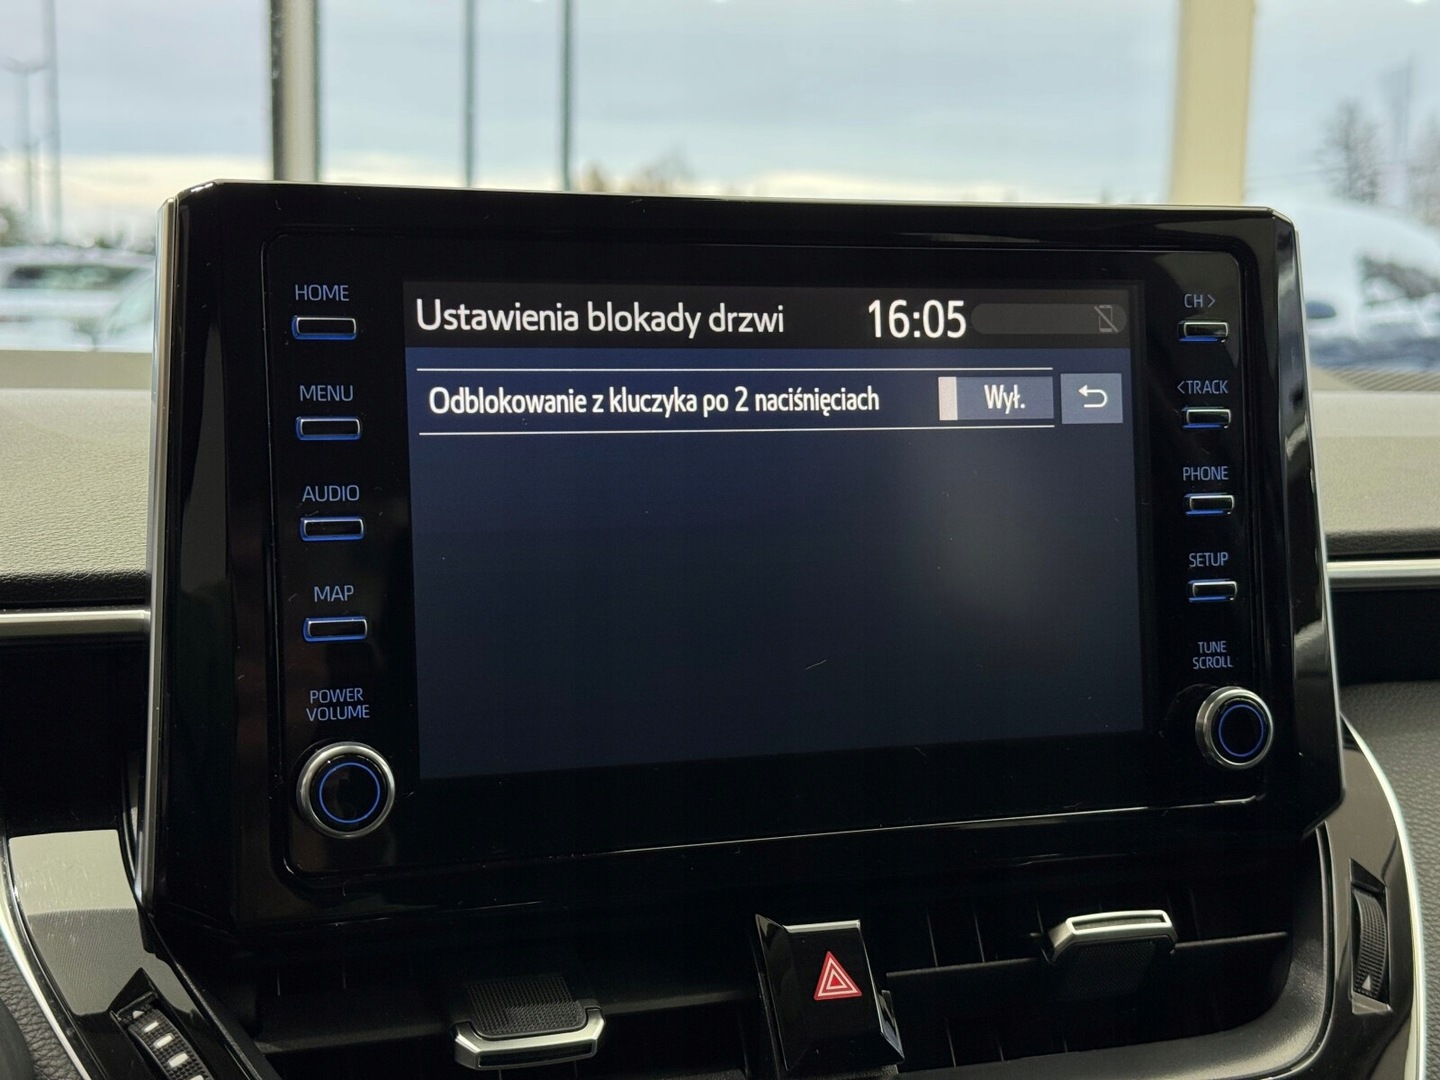 HOME
MENU
AUDIO
MAP
POWER
VOLUME
Ustawienia blokady drzwi 16:05
Odblokowanie z kluczyka po 2 naciśnięciach Wył.
CH >
< TRACK
PHONE
SETUP
TUNE
SCROLL